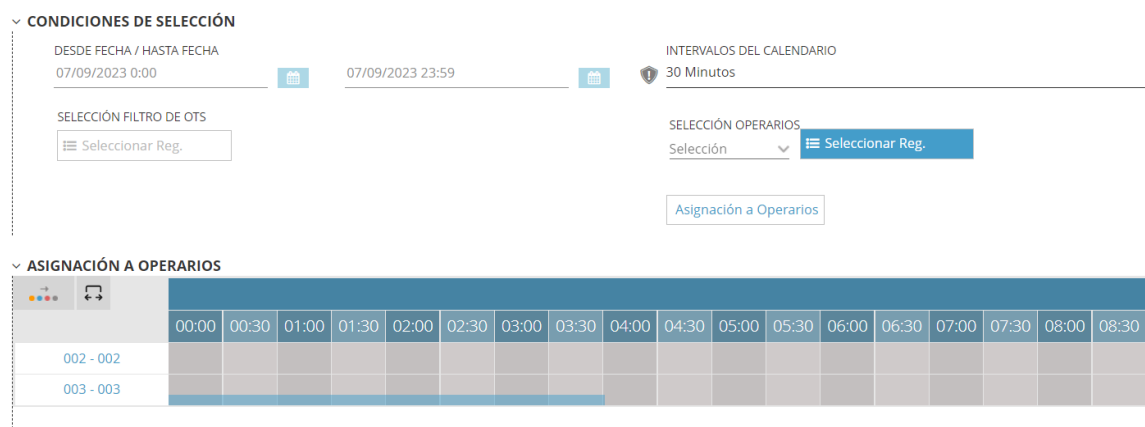 CONDICIONES DE SELECCIÓN
DESDE FECHA / HASTA FECHA
INTERVALOS DEL CALENDARIO
07/09/2023 0:00
07/09/2023 23:59
30 Minutos
SELECCIÓN FILTRO DE OTS
SELECCIÓN OPERARIOS
Seleccionar Reg.
Selección
Seleccionar Reg.
Asignación a Operarios
ASIGNACIÓN A OPERARIOS
00:00 00:30 01:00 01:30 02:00 02:30 03:00 03:30 04:00 04:30 05:00 05:30 06:00 06:30 07:00 07:30 08:00 08:30
002 - 002
003 - 003